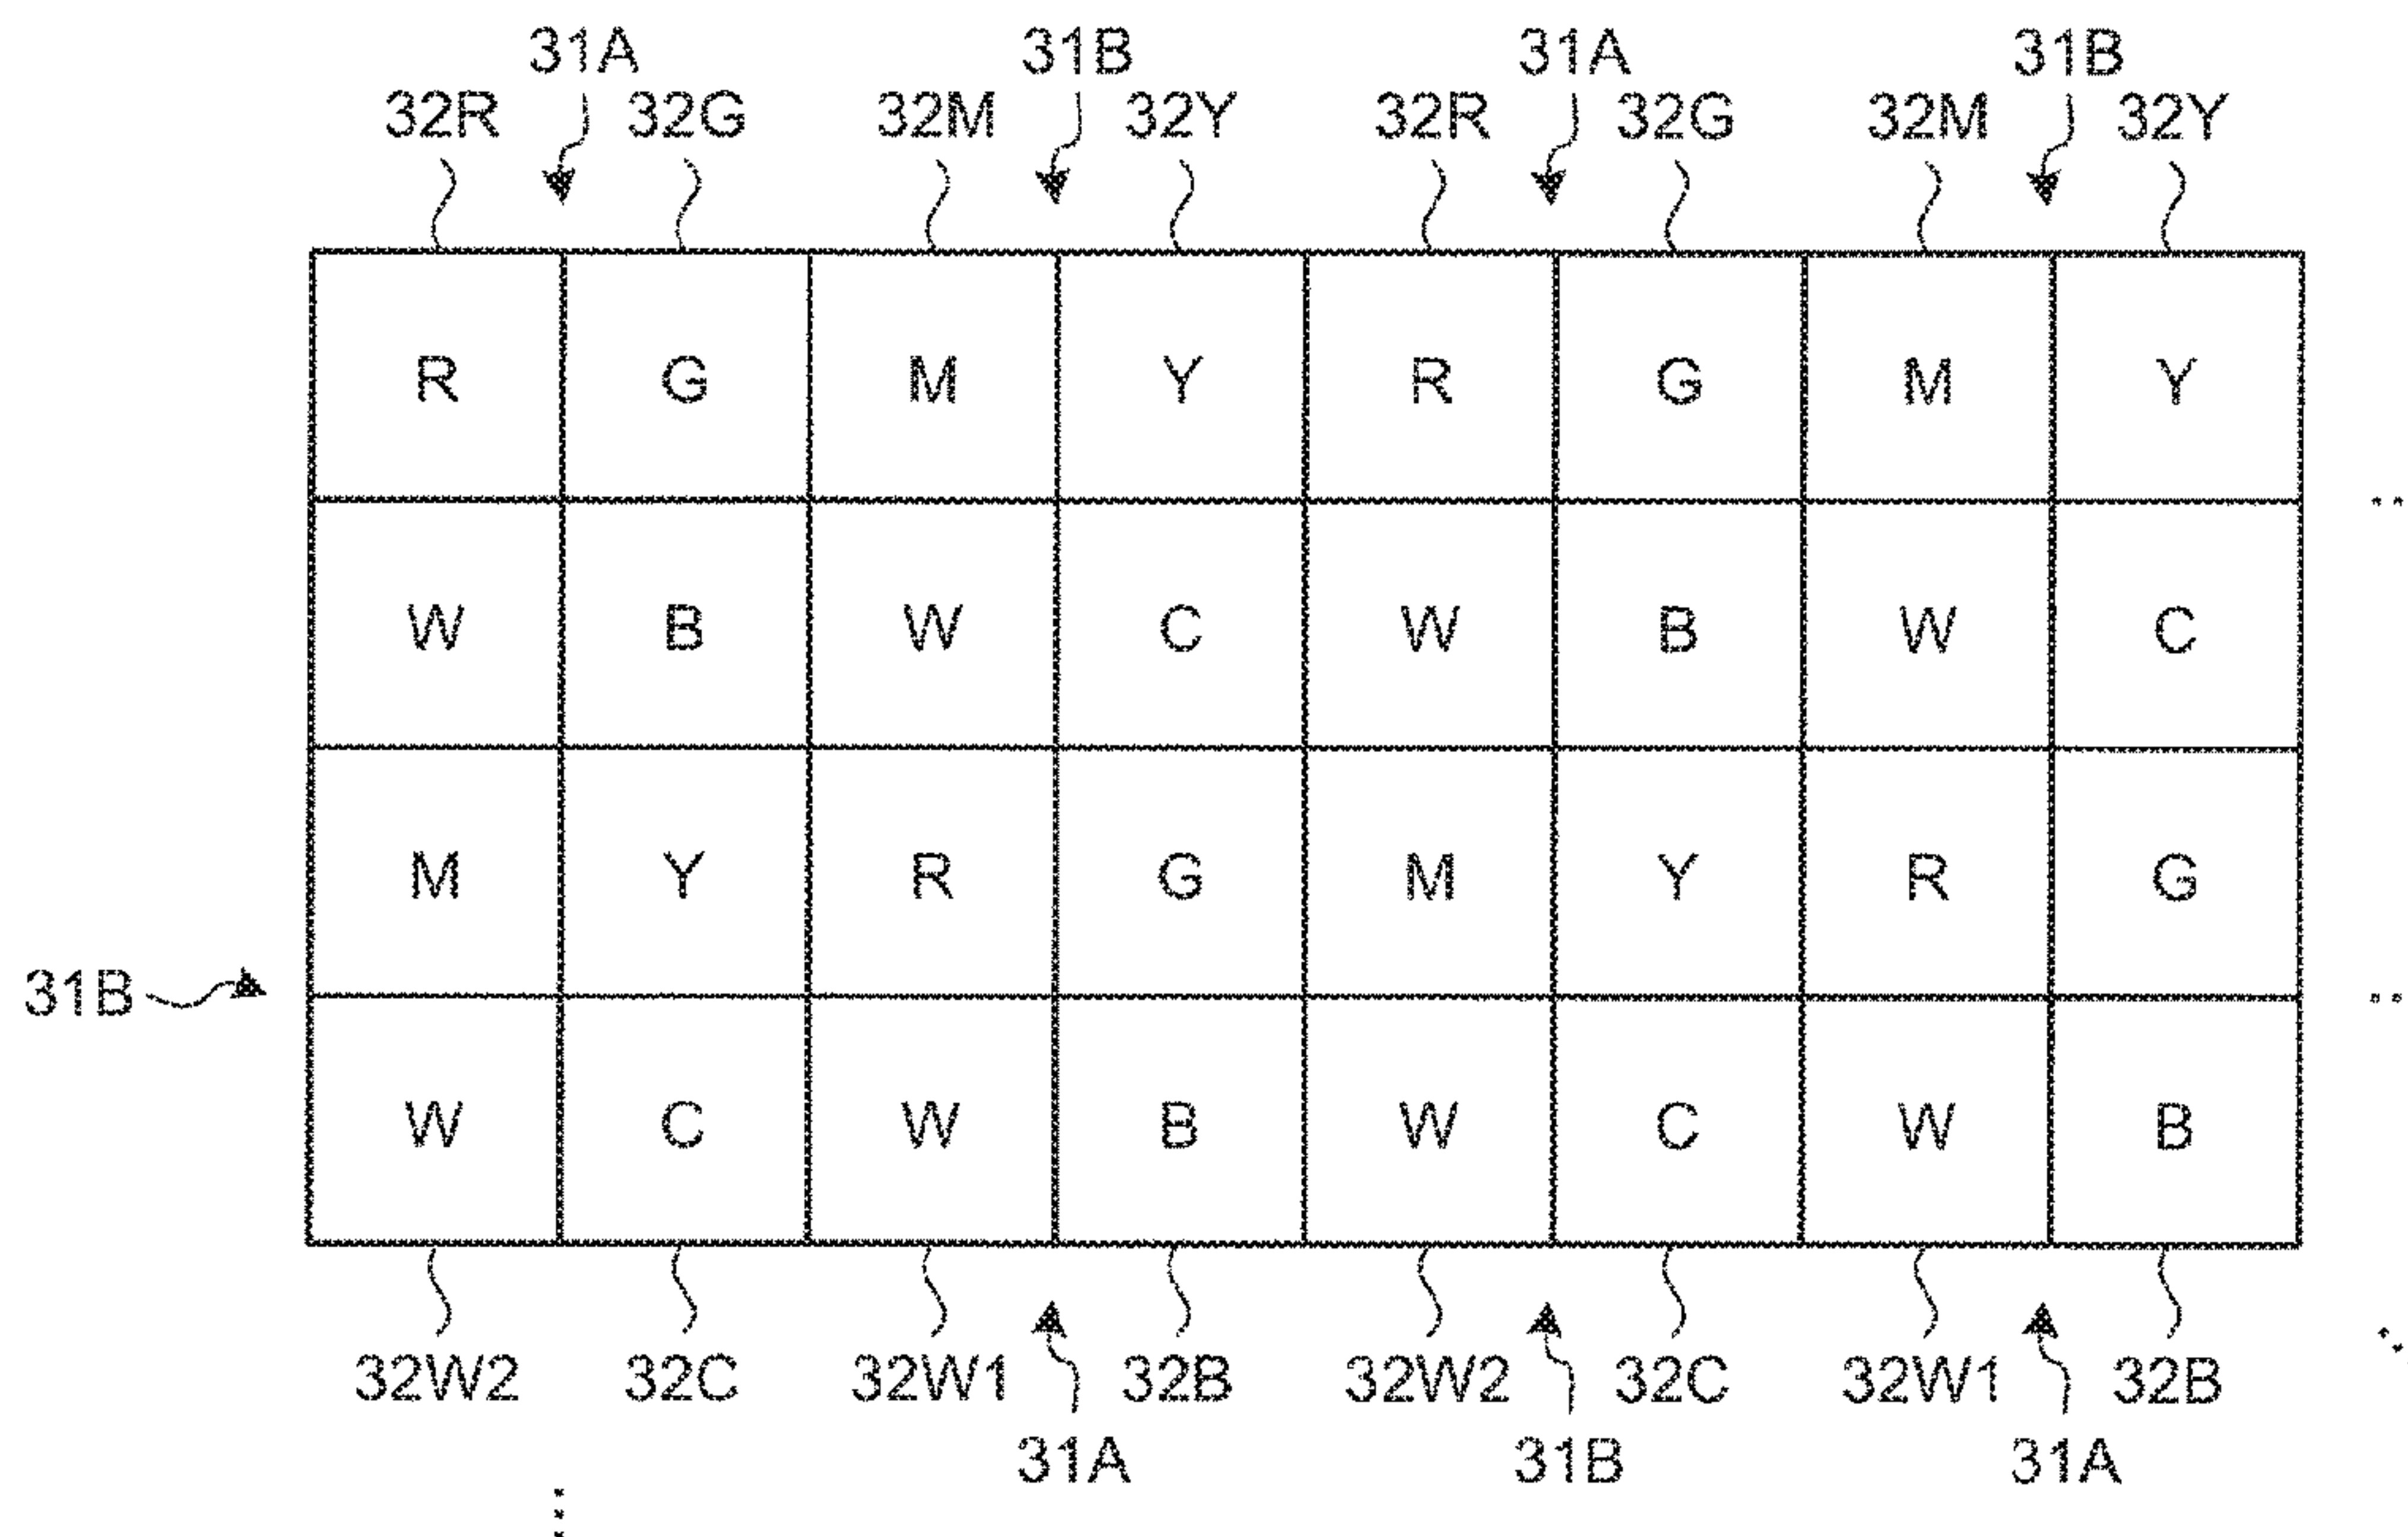 31A 31B 31A 31B
32R 32G 32M 32Y 32R 32G 32M 32Y
R G M Y R G M Y
W B W C W B W C
M Y R G M Y R G
31B
W C W B W C W B
32W2 32C 32W1 32B 32W2 32C 32W1 32B
31A 31B 31A